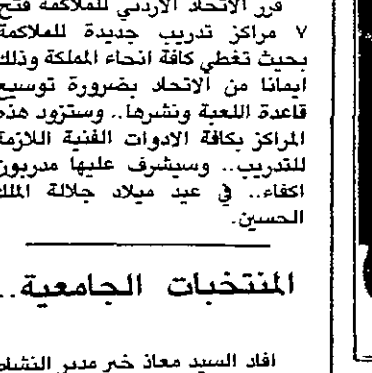 قرر الاتحاد الاردني للملاكمة فتح
٧ مراكز تدريب جديدة للملاكمة
بحيث تغطي كافة انحاء المملكة وذلك
ايمانا من الاتحاد بضرورة توسيع
قاعدة اللعبة ونشرها.. وستزود هذه
المراكز بكافة الادوات الفنية اللازمة
للتدريب.. وسيشرف عليها مدربون
اكفاء.. في عيد ميلاد جلالة الملك
الحسين.
المنتخبات الجامعية..
افاد السيد معاذ خير مدير النشاط